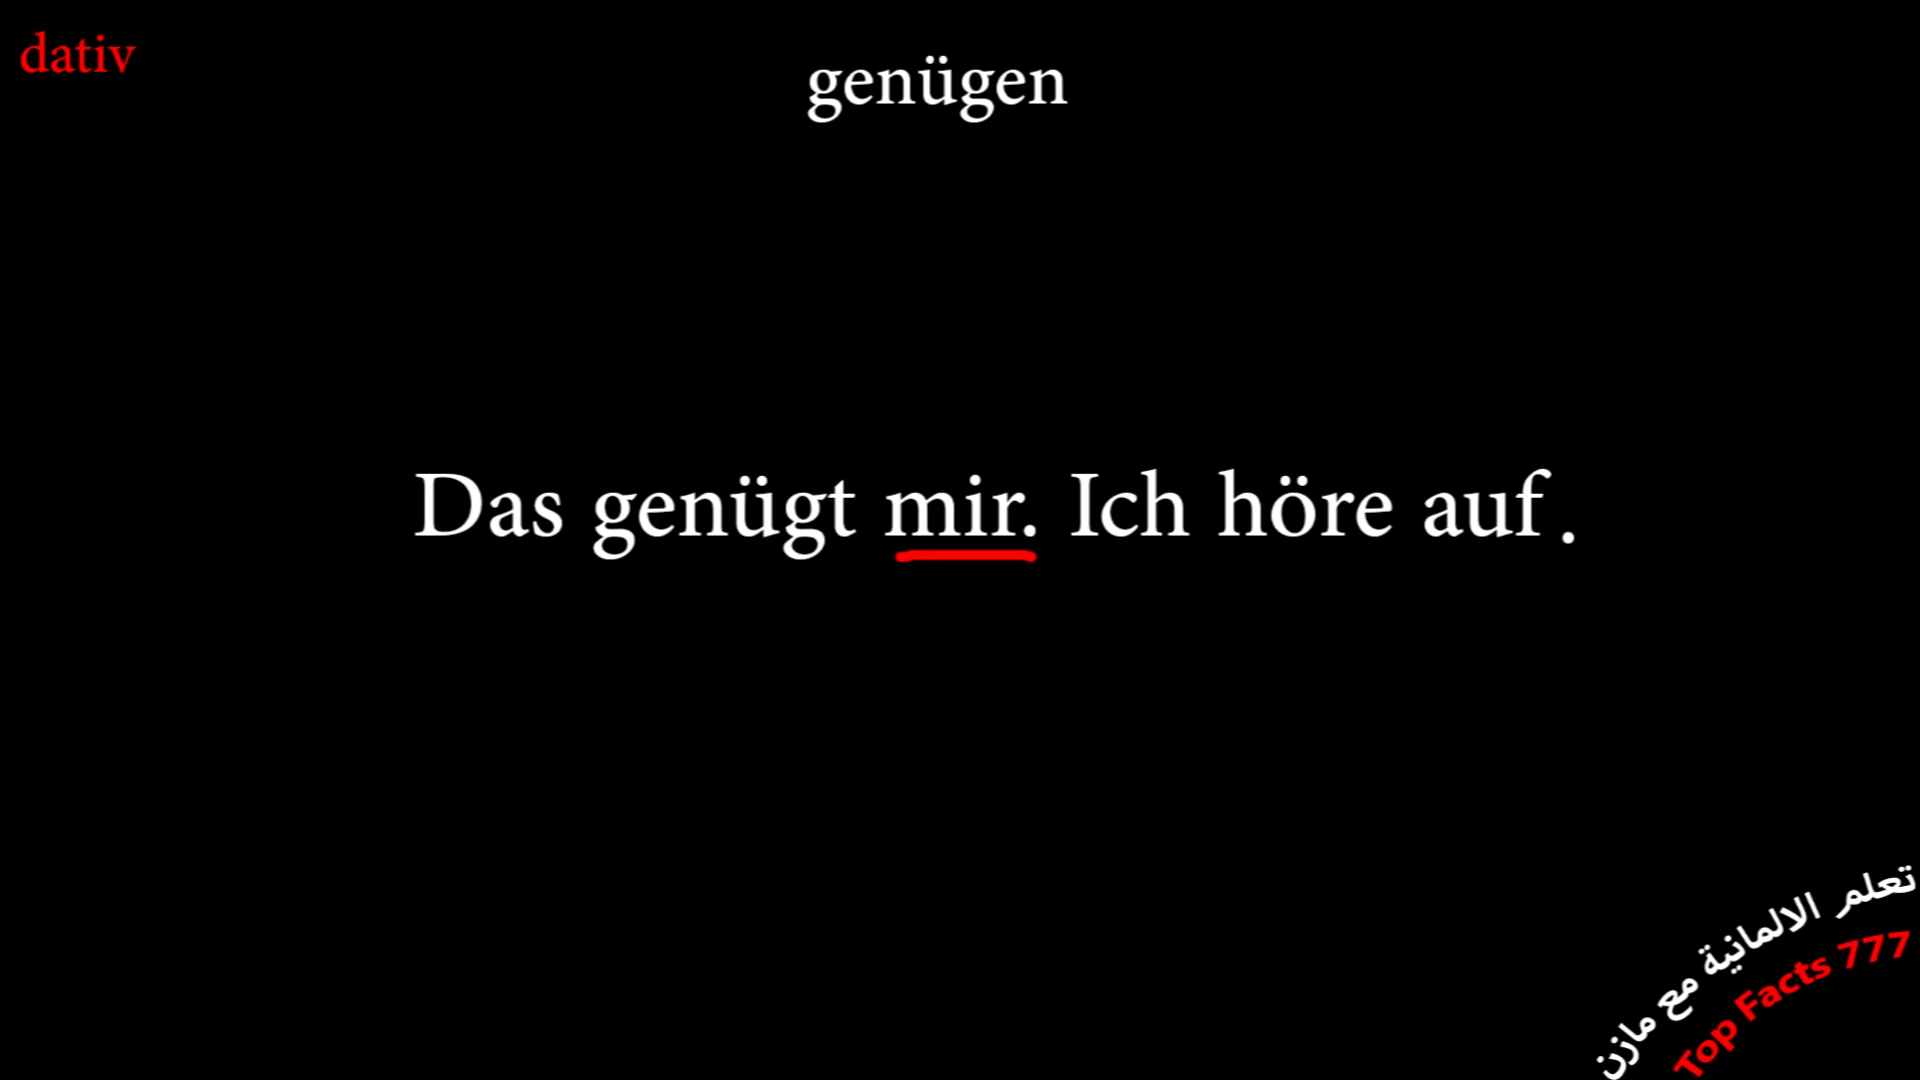 dativ
genügen
Das genügt mir. Ich höre auf.
تعلم الالمانية مع مازن
Top Facts 777